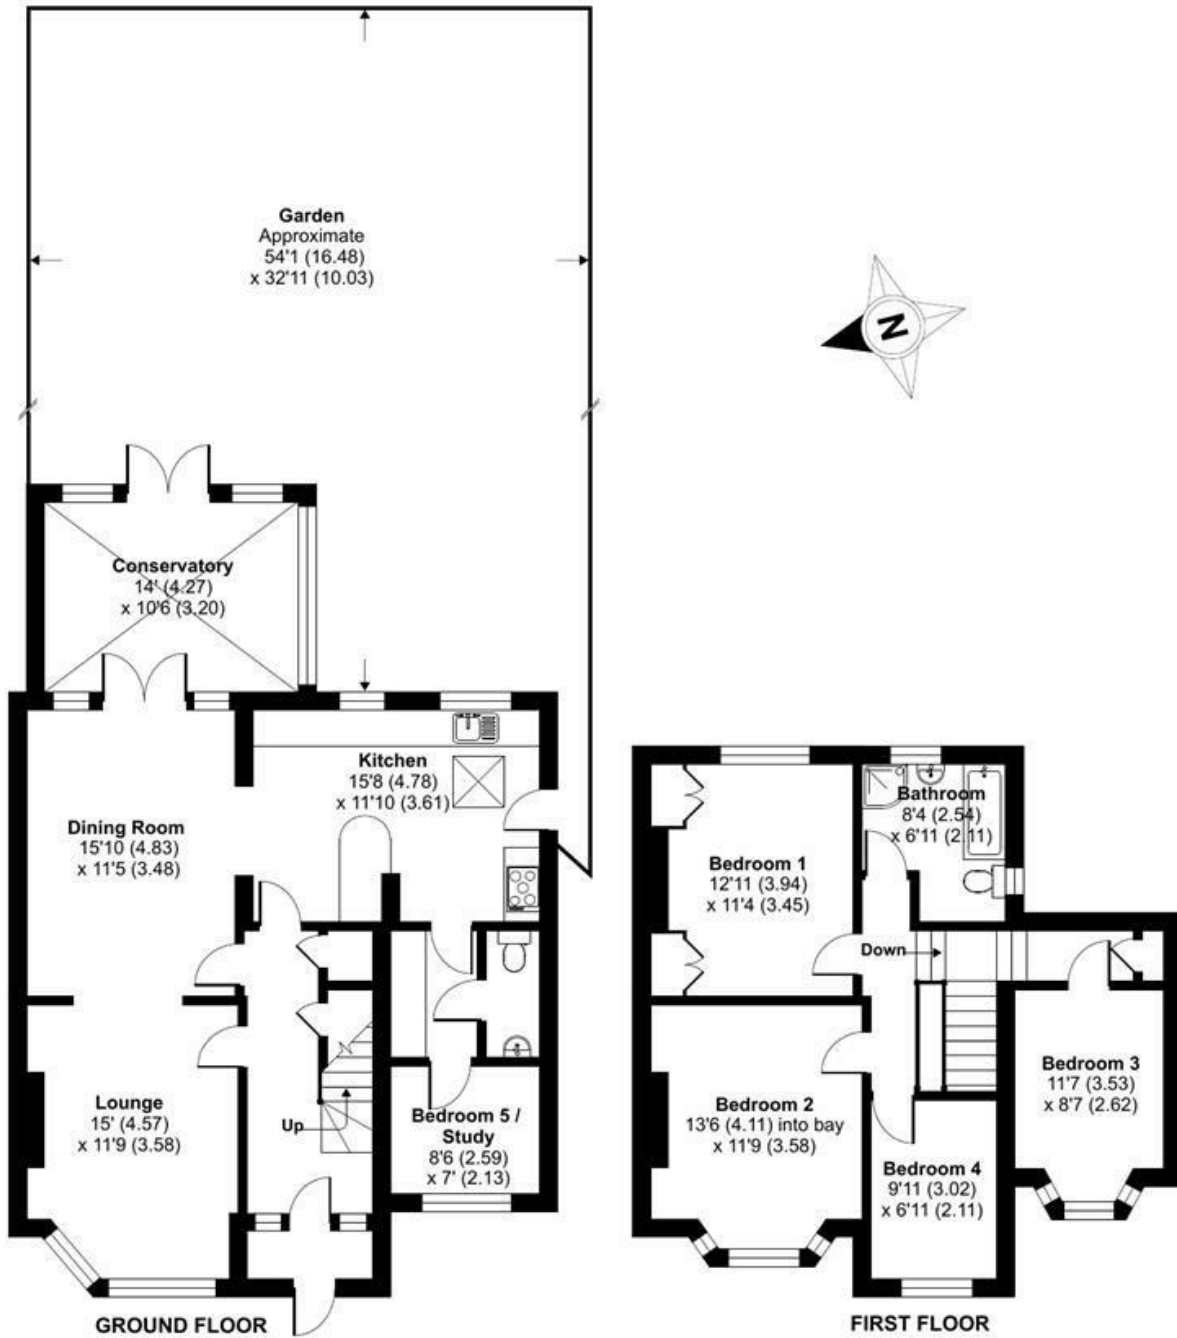 Garden
Approximate
54'1 (16.48)
x 32'11 (10.03)
N
Conservatory
14' (4.27)
x 10'6 (3.20)
Kitchen
15'8 (4.78)
x 11'10 (3.61)
Dining Room
15'10 (4.83)
x 11'5 (3.48)
Lounge
15' (4.57)
x 11'9 (3.58)
Up
Bedroom 5 /
Study
8'6 (2.59)
x 7' (2.13)
GROUND FLOOR
Bathroom
8'4 (2.54)
x 6'11 (2.11)
Bedroom 1
12'11 (3.94)
x 11'4 (3.45)
Down
Bedroom 2
13'6 (4.11) into bay
x 11'9 (3.58)
Bedroom 3
11'7 (3.53)
x 8'7 (2.62)
Bedroom 4
9'11 (3.02)
x 6'11 (2.11)
FIRST FLOOR